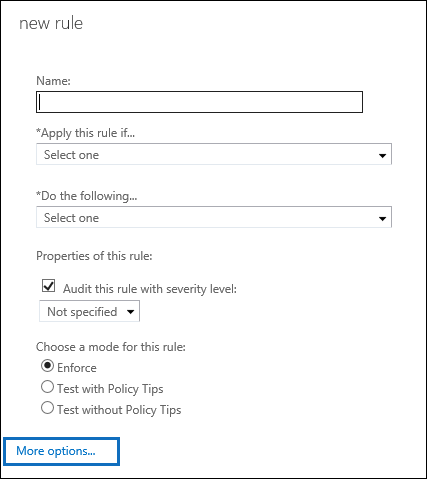 new rule
Name:
*Apply this rule if...
Select one
*Do the following...
Select one
Properties of this rule:
Audit this rule with severity level:
Not specified
Choose a mode for this rule:
Enforce
Test with Policy Tips
Test without Policy Tips
More options...